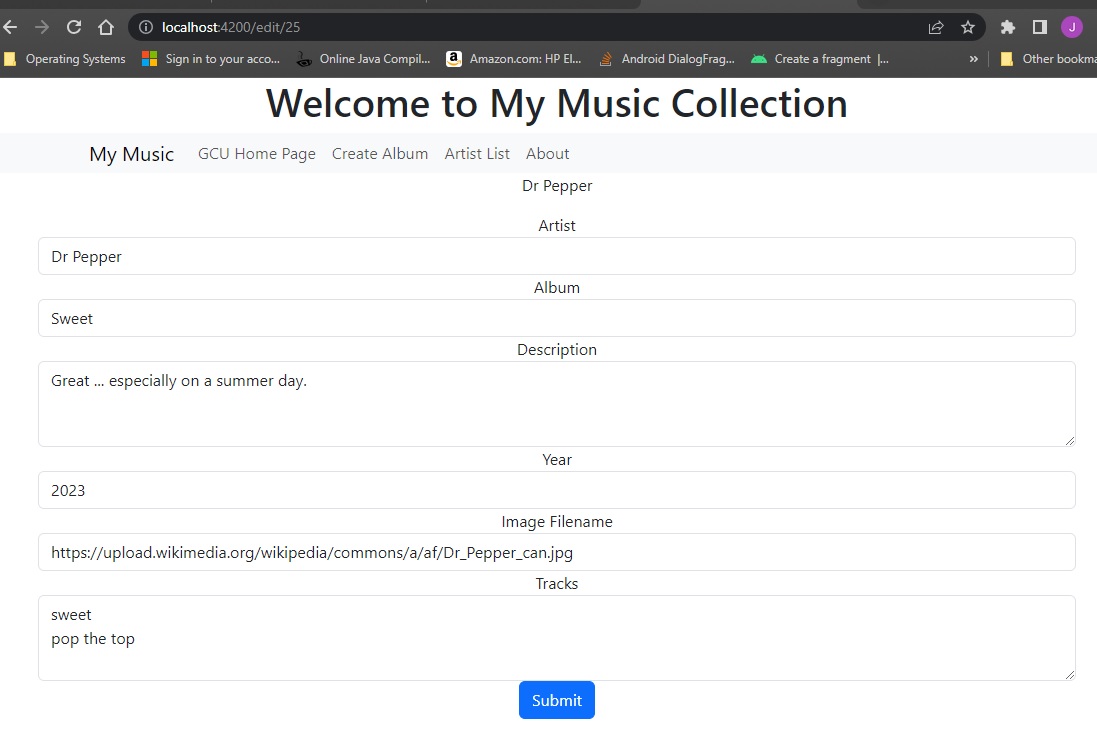 localhost:4200/edit/25
J
Operating Systems Sign in to your acco... Online Java Compil... a Amazon.com: HP El... Android DialogFrag... Create a fragment |... » Other bookma
Welcome to My Music Collection
My Music GCU Home Page Create Album Artist List About
Dr Pepper
Artist
Dr Pepper
Album
Sweet
Description
Great ... especially on a summer day.
Year
2023
Image Filename
https://upload.wikimedia.org/wikipedia/commons/a/af/Dr_Pepper_can.jpg
Tracks
sweet
pop the top
Submit